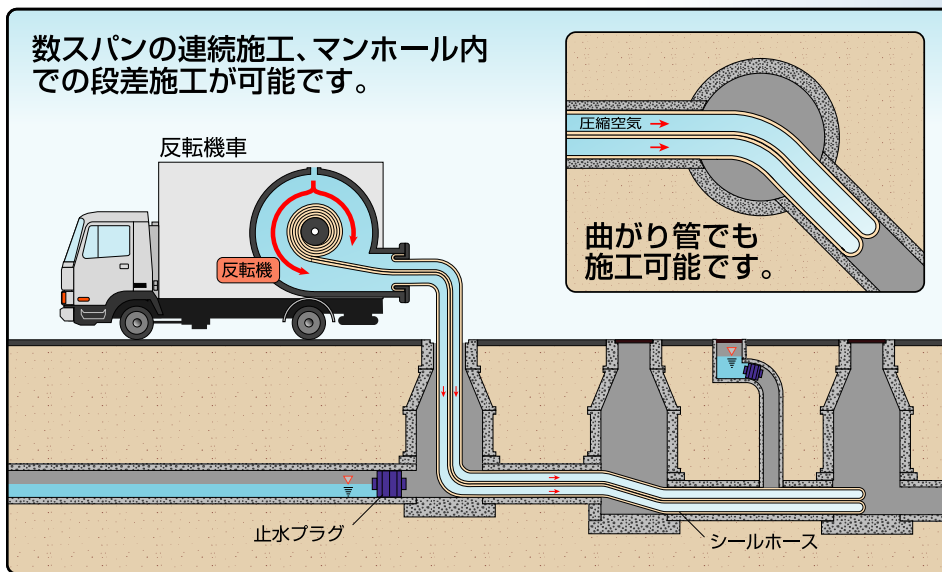 数スパンの連続施工、マンホール内
での段差施工が可能です。
反転機車
反転機
圧縮空気
曲がり管でも
施工可能です。
止水プラグ
シールホース